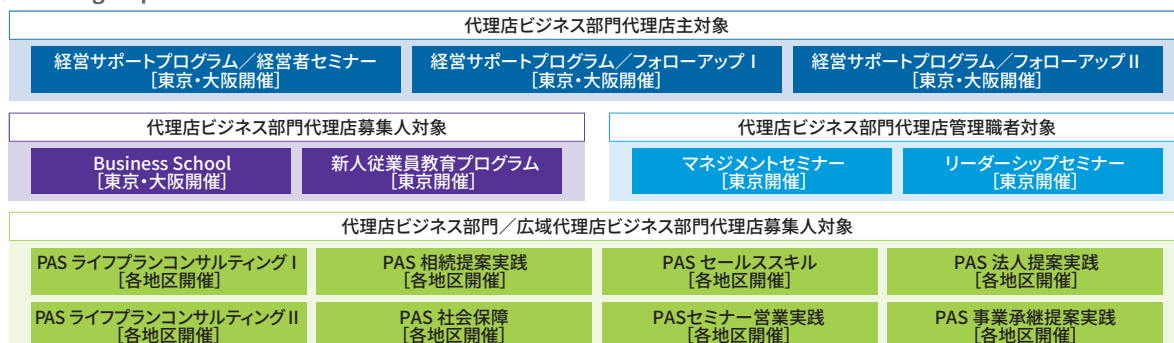 代理店ビジネス部門代理店主対象
経営サポートプログラム／経営者セミナー
［東京・大阪開催］
経営サポートプログラム／フォローアップⅠ
［東京・大阪開催］
経営サポートプログラム／フォローアップⅡ
［東京・大阪開催］
代理店ビジネス部門代理店募集人対象
Business School
［東京・大阪開催］
新人従業員教育プログラム
［東京開催］
代理店ビジネス部門代理店管理職者対象
マネジメントセミナー
［東京開催］
リーダーシップセミナー
［東京開催］
代理店ビジネス部門／広域代理店ビジネス部門代理店募集人対象
PAS ライフプランコンサルティングⅠ
［各地区開催］
PAS 相続提案実践
［各地区開催］
PAS セールススキル
［各地区開催］
PAS 法人提案実践
［各地区開催］
PAS ライフプランコンサルティングⅡ
［各地区開催］
PAS 社会保障
［各地区開催］
PASセミナー営業実践
［各地区開催］
PAS 事業承継提案実践
［各地区開催］